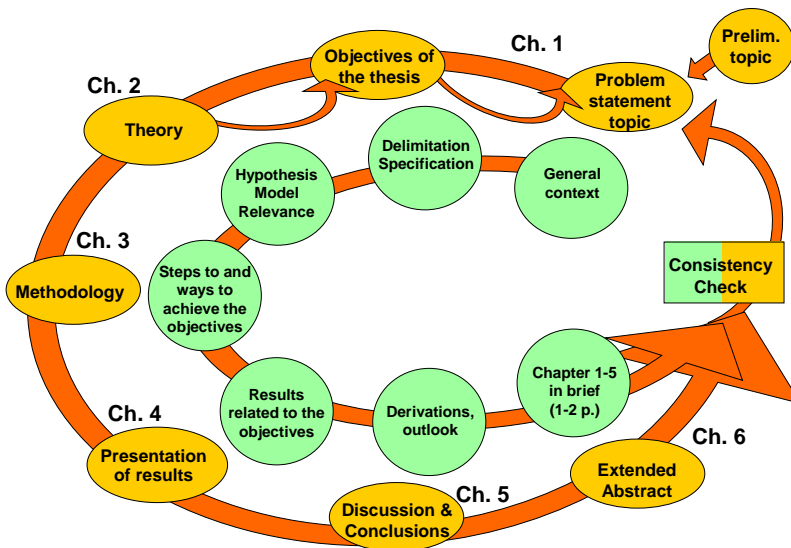 Ch. 1
Prelim.
topic
Objectives of
the thesis
Problem
statement
topic
Ch. 2
Theory
Delimitation
Specification
General
context
Hypothesis
Model
Relevance
Ch. 3
Methodology
Steps to and
ways to
achieve the
objectives
Consistency
Check
Results
related to the
objectives
Derivations,
outlook
Chapter 1-5
in brief
(1-2 p.)
Ch. 4
Presentation
of results
Ch. 5
Discussion &
Conclusions
Ch. 6
Extended
Abstract